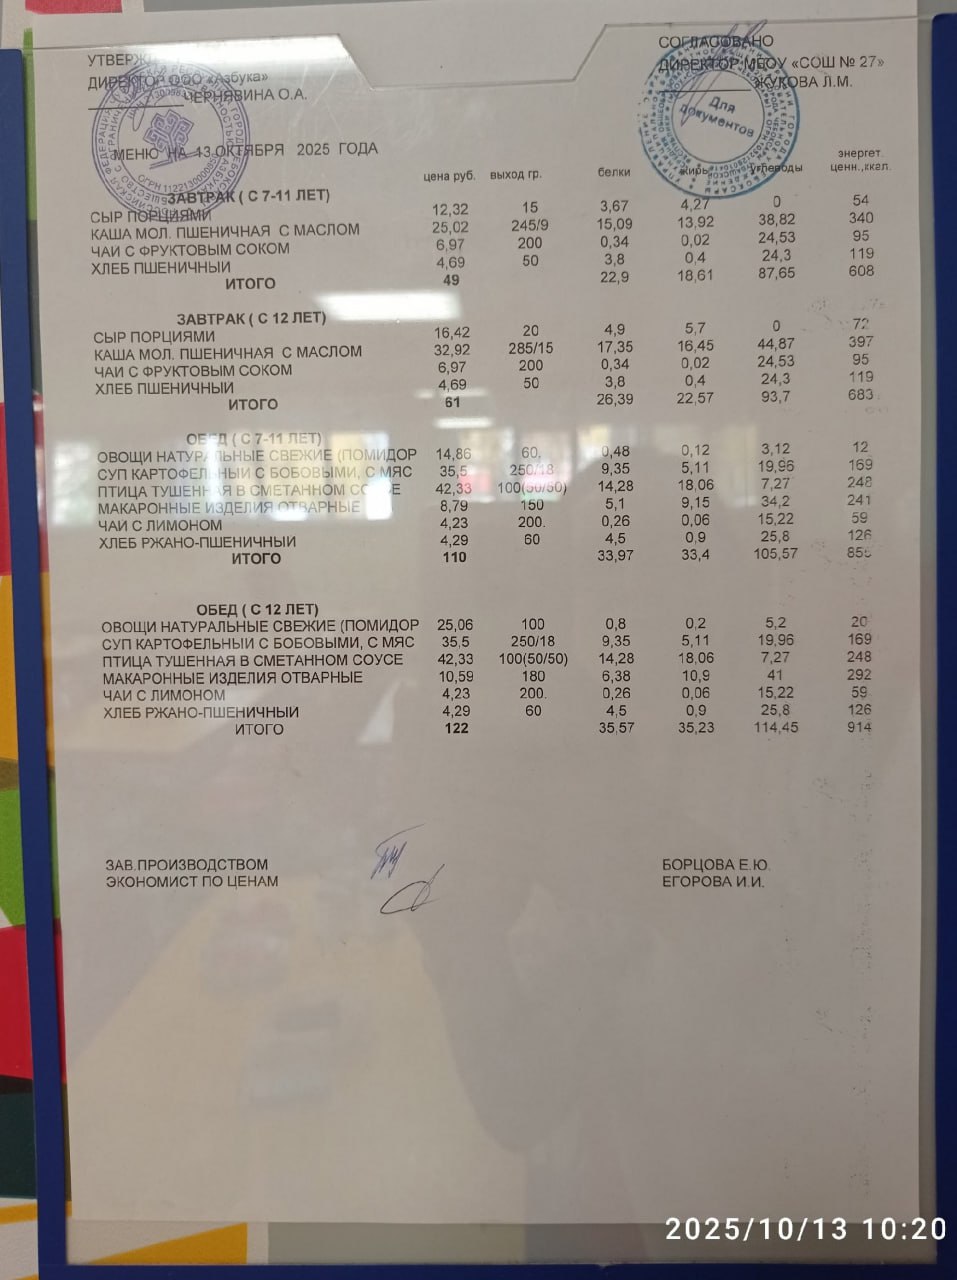 УТВЕРЖ
СОГЛАСОВАНО
ДИРЕКТОР ООО «Азбука»
ДИРЕКТОР МБОУ «СОШ № 27»
ЧЕРНЯВИНА О.А.
ЖУКОВА Л.М.
Для документов
МЕНЮ НА 13 ОКТЯБРЯ 2025 ГОДА
цена руб. выход гр. белки жиры углеводы энергет. ценн.,ккал.
ЗАВТРАК ( С 7-11 ЛЕТ)
СЫР ПОРЦИЯМИ 12,32 15 3,67 4,27 0 54
КАША МОЛ. ПШЕНИЧНАЯ С МАСЛОМ 25,02 245/9 15,09 13,92 38,82 340
ЧАЙ С ФРУКТОВЫМ СОКОМ 6,97 200 0,34 0,02 24,53 95
ХЛЕБ ПШЕНИЧНЫЙ 4,69 50 3,8 0,4 24,3 119
ИТОГО 49 22,9 18,61 87,65 608
ЗАВТРАК ( С 12 ЛЕТ)
СЫР ПОРЦИЯМИ 16,42 20 4,9 5,7 0 72
КАША МОЛ. ПШЕНИЧНАЯ С МАСЛОМ 32,92 285/15 17,35 16,45 44,87 397
ЧАЙ С ФРУКТОВЫМ СОКОМ 6,97 200 0,34 0,02 24,53 95
ХЛЕБ ПШЕНИЧНЫЙ 4,69 50 3,8 0,4 24,3 119
ИТОГО 61 26,39 22,57 93,7 683
ОБЕД ( С 7-11 ЛЕТ)
ОВОЩИ НАТУРАЛЬНЫЕ СВЕЖИЕ (ПОМИДОР 14,86 60. 0,48 0,12 3,12 12
СУП КАРТОФЕЛЬНЫЙ С БОБОВЫМИ, С МЯС 35,5 250/18 9,35 5,11 19,96 169
ПТИЦА ТУШЕННАЯ В СМЕТАННОМ СОУСЕ 42,33 100(50/50) 14,28 18,06 7,27 248
МАКАРОННЫЕ ИЗДЕЛИЯ ОТВАРНЫЕ 8,79 150 5,1 9,15 34,2 241
ЧАЙ С ЛИМОНОМ 4,23 200. 0,26 0,06 15,22 59
ХЛЕБ РЖАНО-ПШЕНИЧНЫЙ 4,29 60 4,5 0,9 25,8 126
ИТОГО 110 33,97 33,4 105,57
ОБЕД ( С 12 ЛЕТ)
ОВОЩИ НАТУРАЛЬНЫЕ СВЕЖИЕ (ПОМИДОР 25,06 100 0,8 0,2 5,2 20
СУП КАРТОФЕЛЬНЫЙ С БОБОВЫМИ, С МЯС 35,5 250/18 9,35 5,11 19,96 169
ПТИЦА ТУШЕННАЯ В СМЕТАННОМ СОУСЕ 42,33 100(50/50) 14,28 18,06 7,27 248
МАКАРОННЫЕ ИЗДЕЛИЯ ОТВАРНЫЕ 10,59 180 6,38 10,9 41 292
ЧАЙ С ЛИМОНОМ 4,23 200. 0,26 0,06 15,22 59
ХЛЕБ РЖАНО-ПШЕНИЧНЫЙ 4,29 60 4,5 0,9 25,8 126
ИТОГО 122 35,57 35,23 114,45 914
ЗАВ.ПРОИЗВОДСТВОМ БОРЦОВА Е.Ю.
ЭКОНОМИСТ ПО ЦЕНАМ ЕГОРОВА И.И.
2025/10/13 10:20